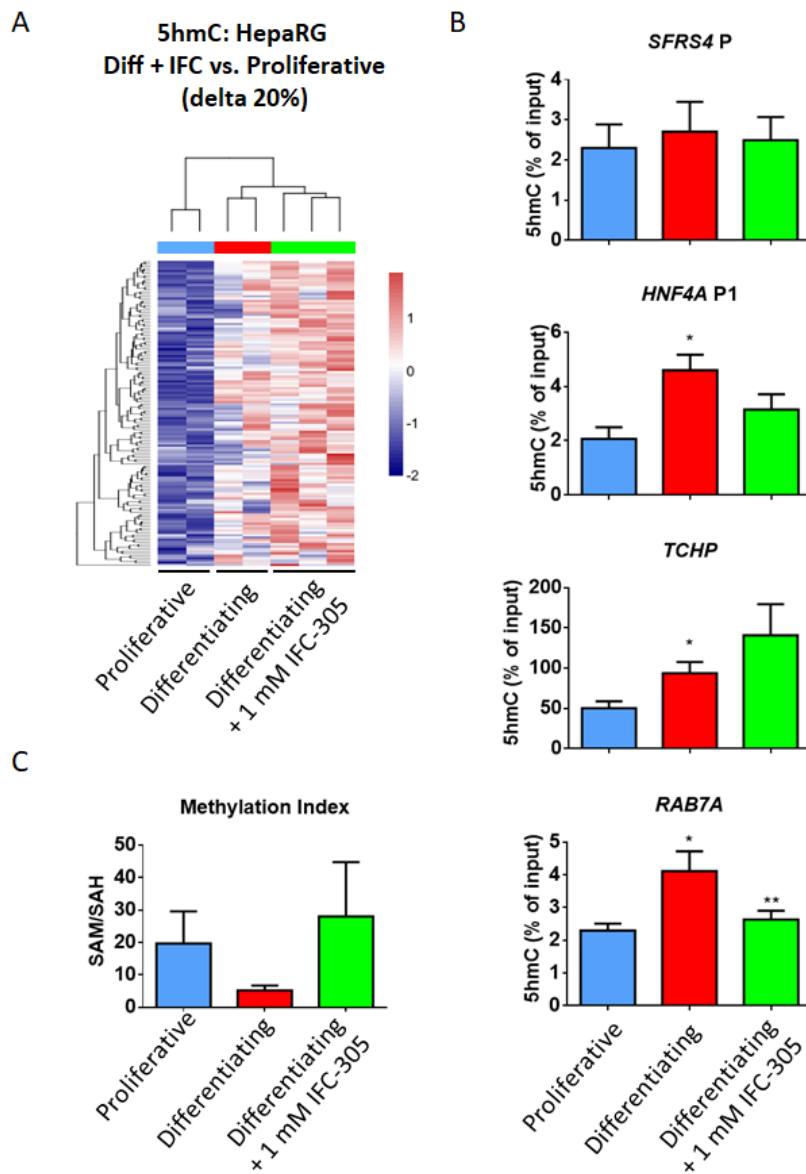 A
5hmC: HepaRG
Diff + IFC vs. Proliferative
(delta 20%)
1
0
-1
-2
Proliferative
Differentiating
Differentiating
+ 1 mM IFC-305
B
SFRS4 P
5hmC (% of input)
4
3
2
1
0
HNF4A P1
5hmC (% of input)
6
4
2
0
*
TCHP
5hmC (% of input)
200
150
100
50
0
*
RAB7A
5hmC (% of input)
5
4
3
2
1
0
*
**
Proliferative
Differentiating
Differentiating
+ 1 mM IFC-305
C
Methylation Index
SAM/SAH
50
40
30
20
10
0
Proliferative
Differentiating
Differentiating
+ 1 mM IFC-305